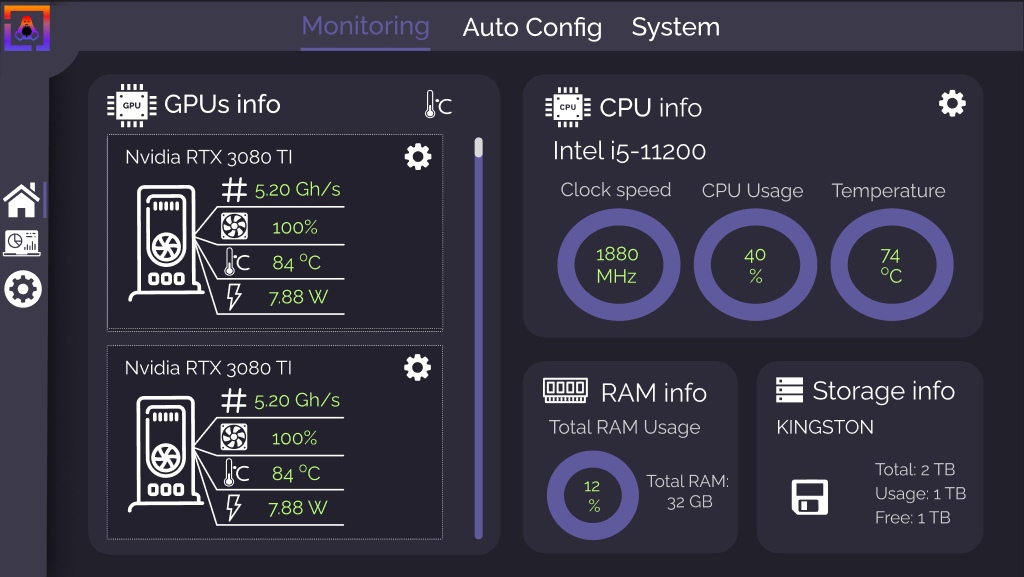 Monitoring Auto Config System
GPU GPUs info °C
Nvidia RTX 3080 TI
# 5.20 Gh/s
100%
°C 84 °C
7.88 W
Nvidia RTX 3080 TI
# 5.20 Gh/s
100%
°C 84 °C
7.88 W
CPU CPU info
Intel i5-11200
Clock speed CPU Usage Temperature
1880 40 74
MHz % °C
RAM info
Total RAM Usage
12
%
Total RAM:
32 GB
Storage info
KINGSTON
Total: 2 TB
Usage: 1 TB
Free: 1 TB